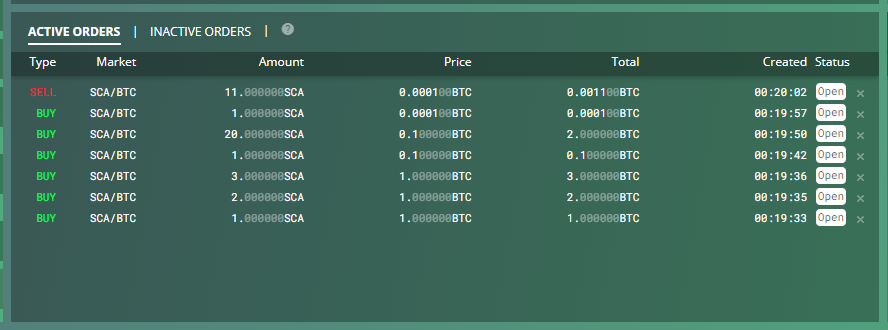 ACTIVE ORDERS | INACTIVE ORDERS | ?
Type Market Amount Price Total Created Status
SELL SCA/BTC 11.000000SCA 0.000100BTC 0.001100BTC 00:20:02 Open ×
BUY SCA/BTC 1.000000SCA 0.000100BTC 0.000100BTC 00:19:57 Open ×
BUY SCA/BTC 20.000000SCA 0.100000BTC 2.000000BTC 00:19:50 Open ×
BUY SCA/BTC 1.000000SCA 0.100000BTC 0.100000BTC 00:19:42 Open ×
BUY SCA/BTC 3.000000SCA 1.000000BTC 3.000000BTC 00:19:36 Open ×
BUY SCA/BTC 2.000000SCA 1.000000BTC 2.000000BTC 00:19:35 Open ×
BUY SCA/BTC 1.000000SCA 1.000000BTC 1.000000BTC 00:19:33 Open ×